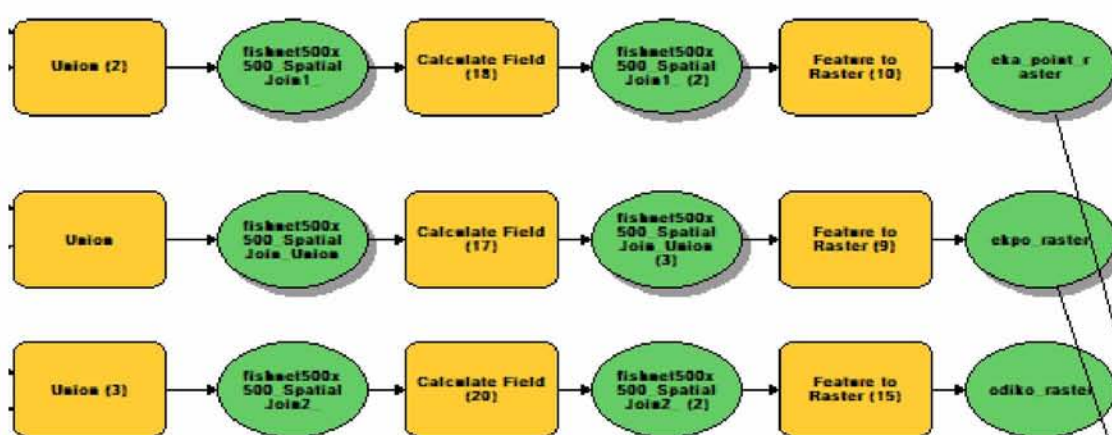 Union (2)
fishnet500x
500_Spatial
Join1_
Calculate Field
(18)
fishnet500x
500_Spatial
Join1_ (2)
Feature to
Raster (10)
eka_point_r
aster
Union
fishnet500x
500_Spatial
Join_Union
Calculate Field
(17)
fishnet500x
500_Spatial
Join_Union
(3)
Feature to
Raster (9)
ekpo_raster
Union (3)
fishnet500x
500_Spatial
Join2_
Calculate Field
(20)
fishnet500x
500_Spatial
Join2_ (2)
Feature to
Raster (15)
odiko_raster